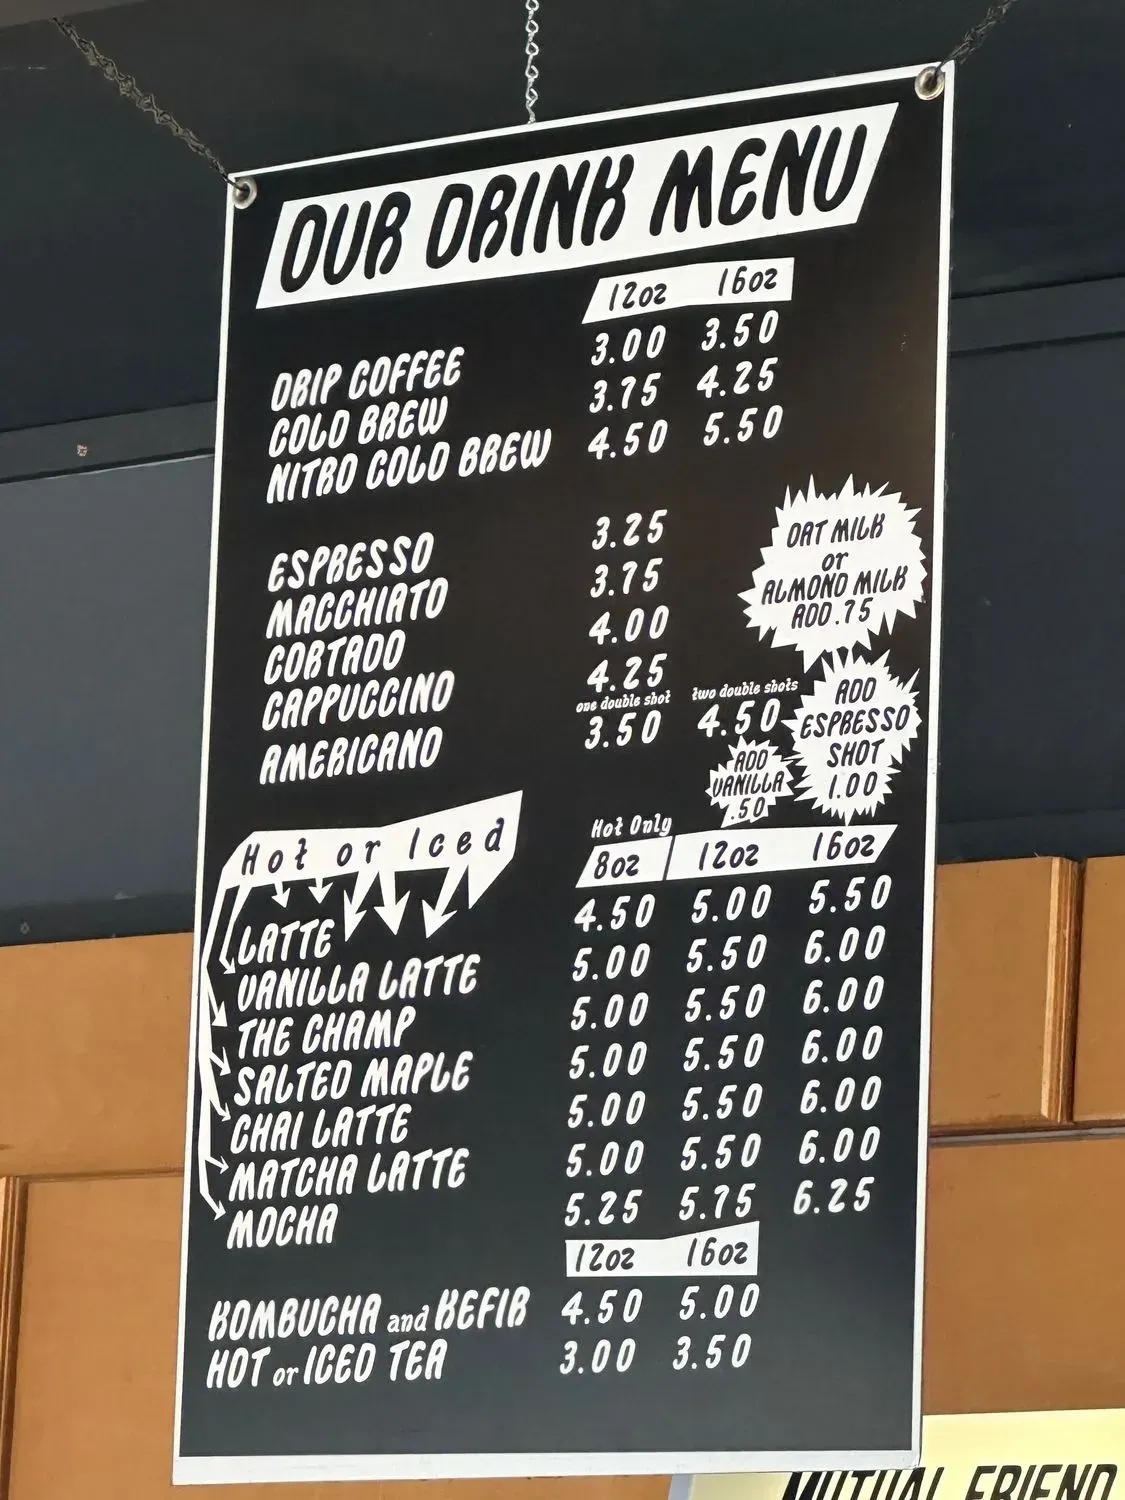 OUR DRINK MENU
12oz 16oz
DRIP COFFEE 3.00 3.50
COLD BREW 3.75 4.25
NITRO COLD BREW 4.50 5.50
ESPRESSO 3.25
MACCHIATO 3.75
CORTADO 4.00
CAPPUCCINO 4.25
one double shot two double shots
AMERICANO 3.50 4.50
OAT MILK
or
ALMOND MILK
ADD .75
ADD
ESPRESSO
SHOT
1.00
ADD
VANILLA
.50
Hot or Iced
Hot Only
8oz 12oz 16oz
LATTE 4.50 5.00 5.50
VANILLA LATTE 5.00 5.50 6.00
THE CHAMP 5.00 5.50 6.00
SALTED MAPLE 5.00 5.50 6.00
CHAI LATTE 5.00 5.50 6.00
MATCHA LATTE 5.00 5.50 6.00
MOCHA 5.25 5.75 6.25
12oz 16oz
KOMBUCHA and KEFIR 4.50 5.00
HOT or ICED TEA 3.00 3.50
MUTUAL FRIEND